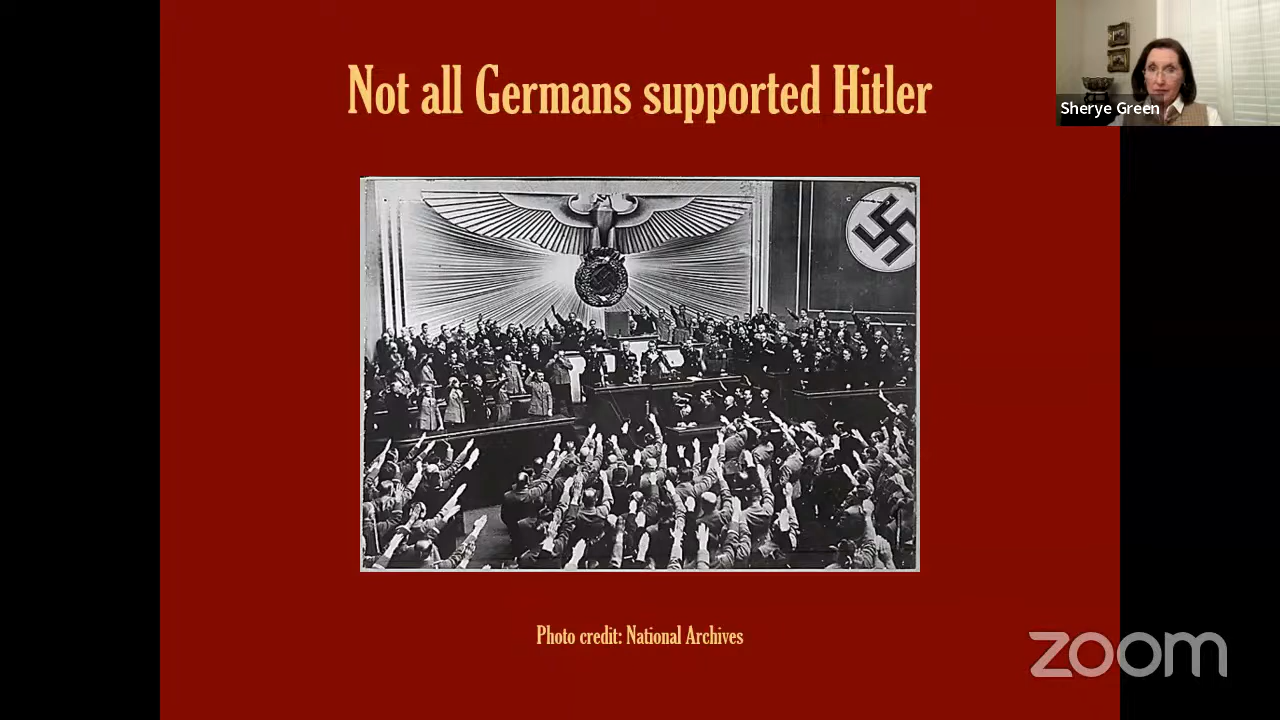 Not all Germans supported Hitler
Sherye Green
Photo credit: National Archives
zoom